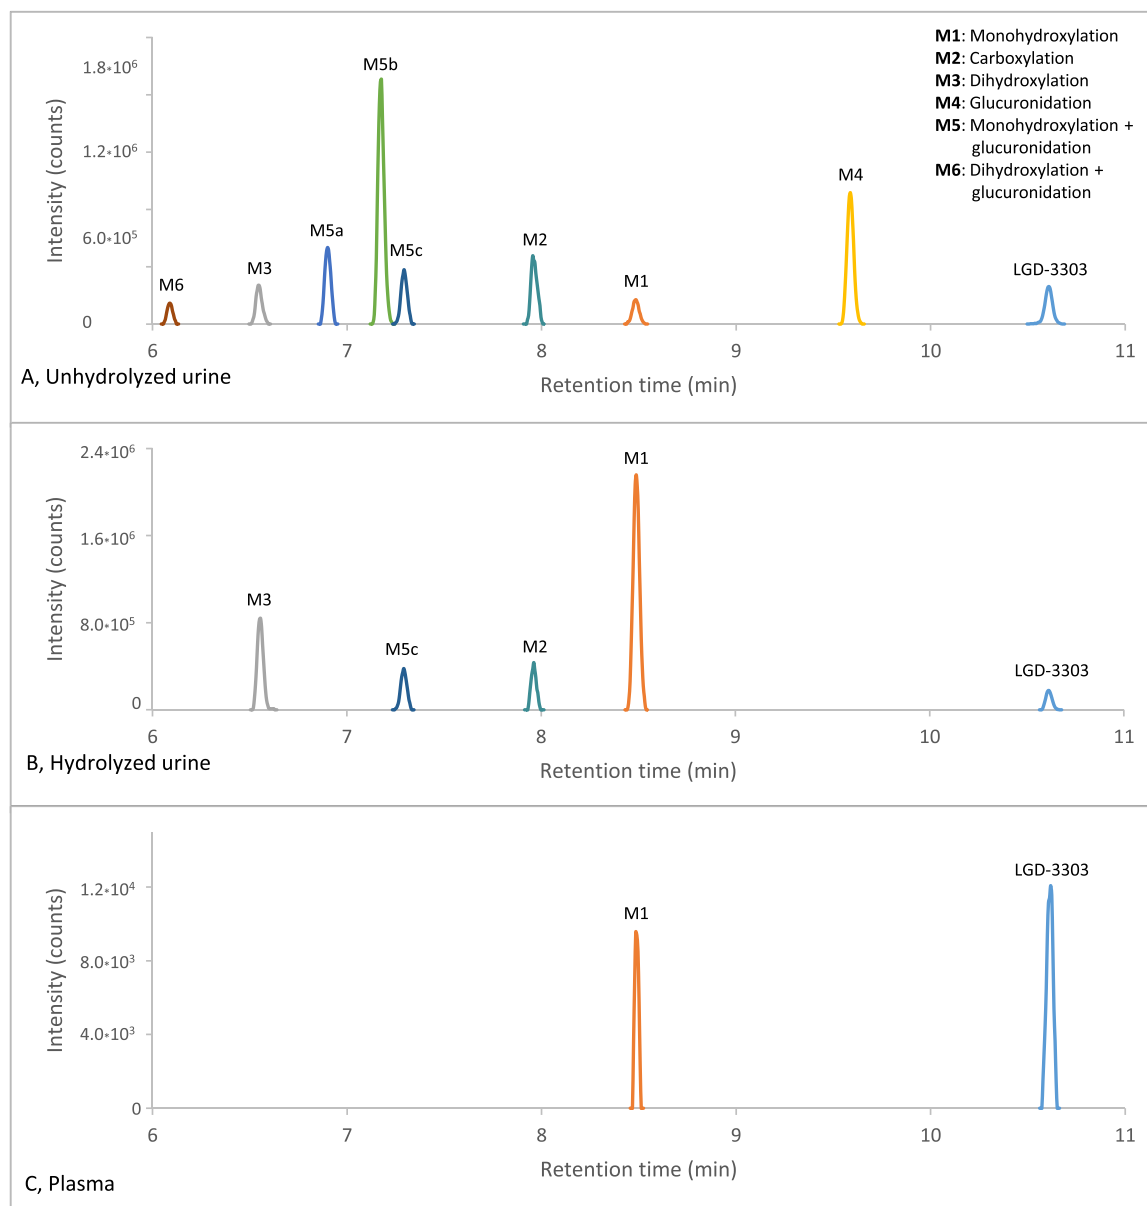 M1: Monohydroxylation
M2: Carboxylation
M3: Dihydroxylation
M4: Glucuronidation
M5: Monohydroxylation +
glucuronidation
M6: Dihydroxylation +
glucuronidation
Intensity (counts)
1.8*10⁶
1.2*10⁶
6.0*10⁵
0
M6
M3
M5a
M5b
M5c
M2
M1
M4
LGD-3303
6 7 8 9 10 11
Retention time (min)
A, Unhydrolyzed urine
Intensity (counts)
2.4*10⁶
1.6*10⁶
8.0*10⁵
0
M3
M5c
M2
M1
LGD-3303
6 7 8 9 10 11
Retention time (min)
B, Hydrolyzed urine
Intensity (counts)
1.2*10⁴
8.0*10³
4.0*10³
0
M1
LGD-3303
6 7 8 9 10 11
Retention time (min)
C, Plasma